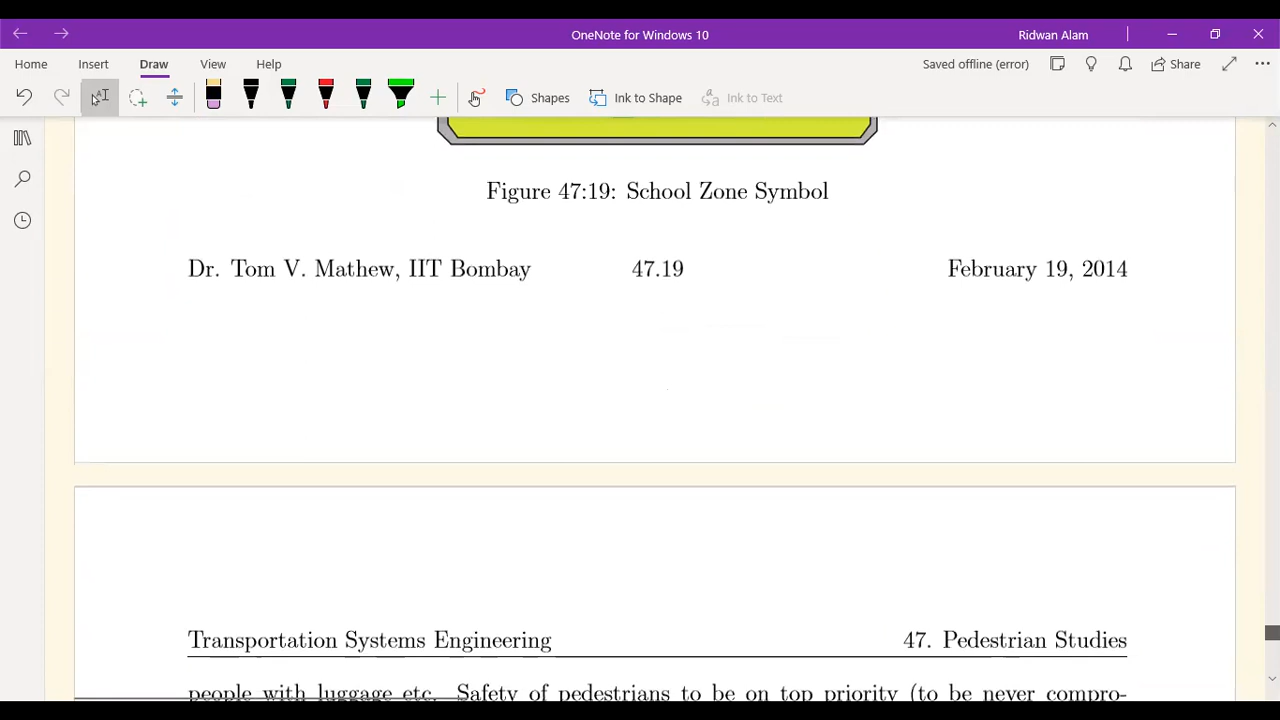 OneNote for Windows 10
Ridwan Alam
Home Insert Draw View Help
Saved offline (error)
Share
Shapes
Ink to Shape
Ink to Text
Figure 47:19: School Zone Symbol
Dr. Tom V. Mathew, IIT Bombay 47.19 February 19, 2014
Transportation Systems Engineering 47. Pedestrian Studies
people with luggage etc. Safety of pedestrians to be on top priority (to be never compro-